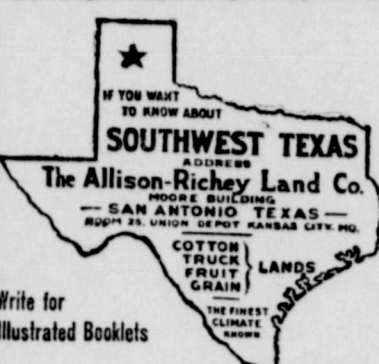 IF YOU WANT
TO KNOW ABOUT
SOUTHWEST TEXAS
ADDRESS
The Allison-Richey Land Co.
MOORE BUILDING
— SAN ANTONIO TEXAS —
ROOM 25, UNION DEPOT KANSAS CITY, MO.
COTTON
TRUCK
FRUIT
GRAIN
LANDS
THE FINEST
CLIMATE
KNOWN
Write for
Illustrated Booklets